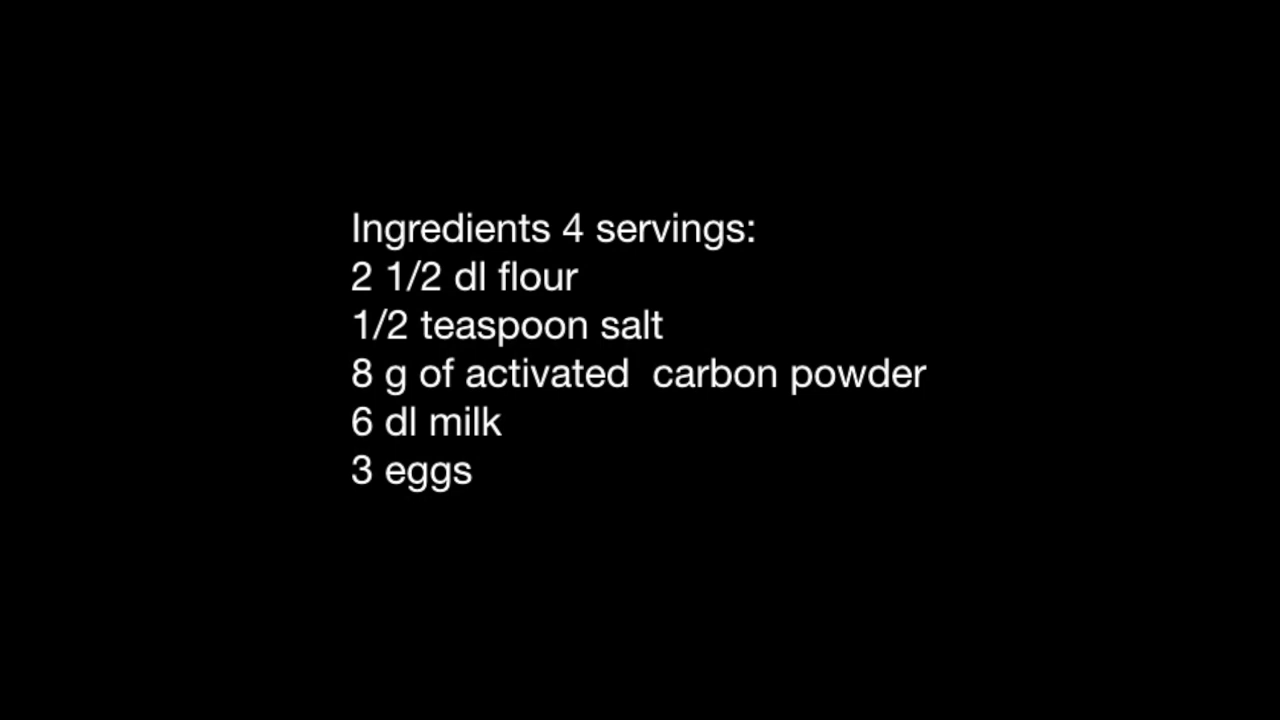 Ingredients 4 servings:
2 1/2 dl flour
1/2 teaspoon salt
8 g of activated  carbon powder
6 dl milk
3 eggs